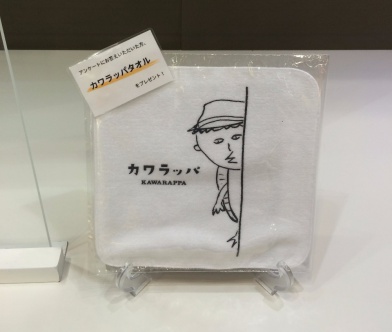 アンケートにお答えいただいた方、
カワラッパタオル
をプレゼント!
カワラッパ
KAWARAPPA